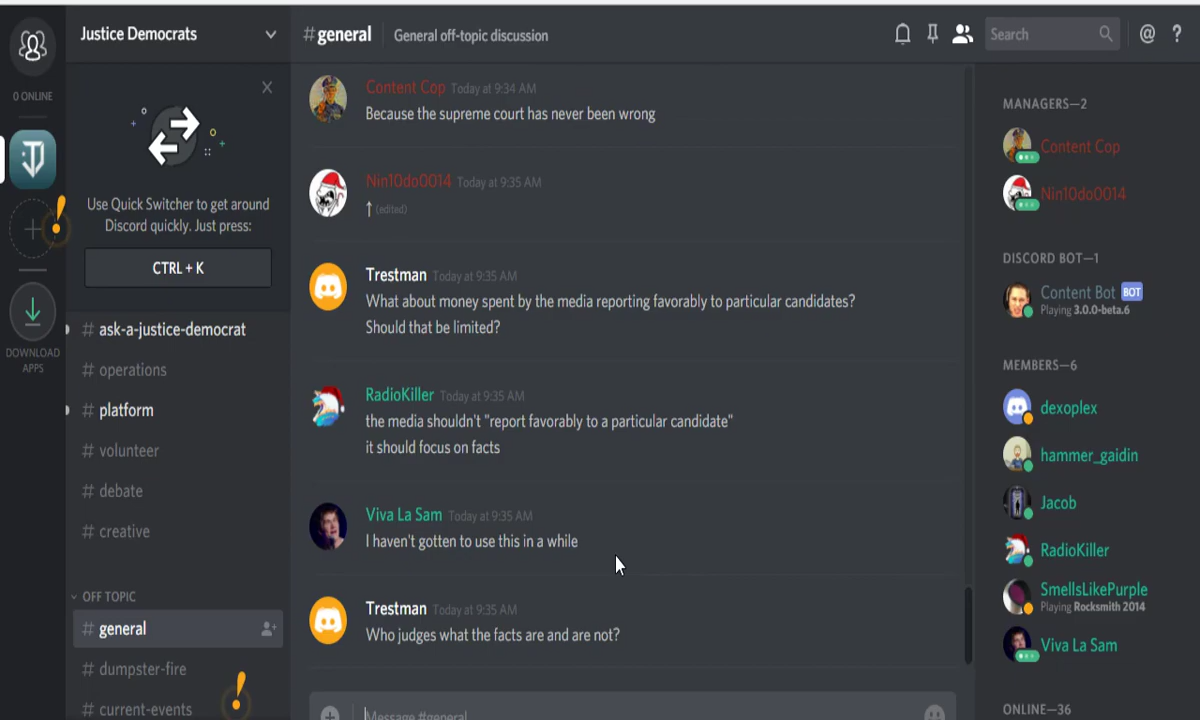 Justice Democrats
#general
General off-topic discussion
Search
@
?
0 ONLINE
Use Quick Switcher to get around
Discord quickly. Just press:
CTRL + K
DOWNLOAD
APPS
# ask-a-justice-democrat
# operations
# platform
# volunteer
# debate
# creative
OFF TOPIC
# general
# dumpster-fire
# current-events
Content Cop Today at 9:34 AM
Because the supreme court has never been wrong
Nin10do0014 Today at 9:35 AM
↑ (edited)
Trestman Today at 9:35 AM
What about money spent by the media reporting favorably to particular candidates?
Should that be limited?
RadioKiller Today at 9:35 AM
the media shouldn't "report favorably to a particular candidate"
it should focus on facts
Viva La Sam Today at 9:35 AM
I haven't gotten to use this in a while
Trestman Today at 9:35 AM
Who judges what the facts are and are not?
Message #general
MANAGERS—2
Content Cop
Nin10do0014
DISCORD BOT—1
Content Bot BOT
Playing 3.0.0-beta.6
MEMBERS—6
dexoplex
hammer_gaidin
Jacob
RadioKiller
SmellsLikePurple
Playing Rocksmith 2014
Viva La Sam
ONLINE—36